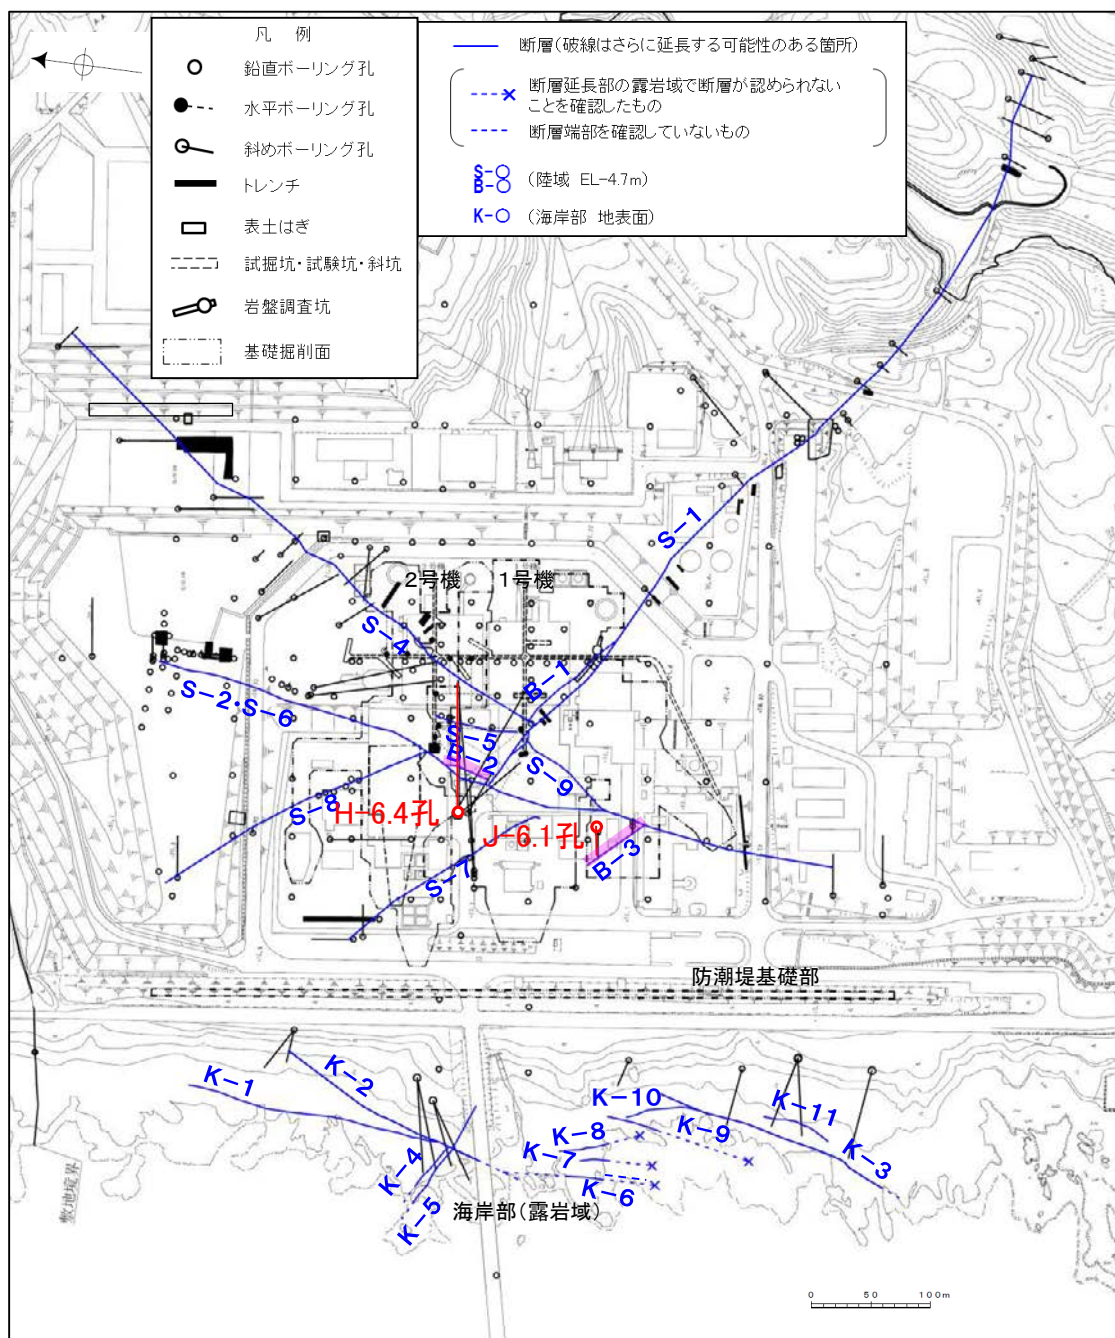 凡 例
鉛直ボーリング孔
水平ボーリング孔
斜めボーリング孔
トレンチ
表土はぎ
試掘坑・試験坑・斜坑
岩盤調査坑
基礎掘削面
断層(破線はさらに延長する可能性のある箇所)
断層延長部の露岩域で断層が認められない
ことを確認したもの
断層端部を確認していないもの
S-○
B-○
(陸域 EL-4.7m)
K-○
(海岸部 地表面)
S-1
2号機
1号機
S-4
B-1
S-2・S-6
S-5
B-2
S-9
S-8
H-6.4孔
J-6.1孔
B-3
S-7
防潮堤基礎部
K-1
K-2
K-10
K-11
K-8
K-9
K-7
K-3
K-4
K-6
K-5
海岸部(露岩域)
敷地境界
0 50 100m